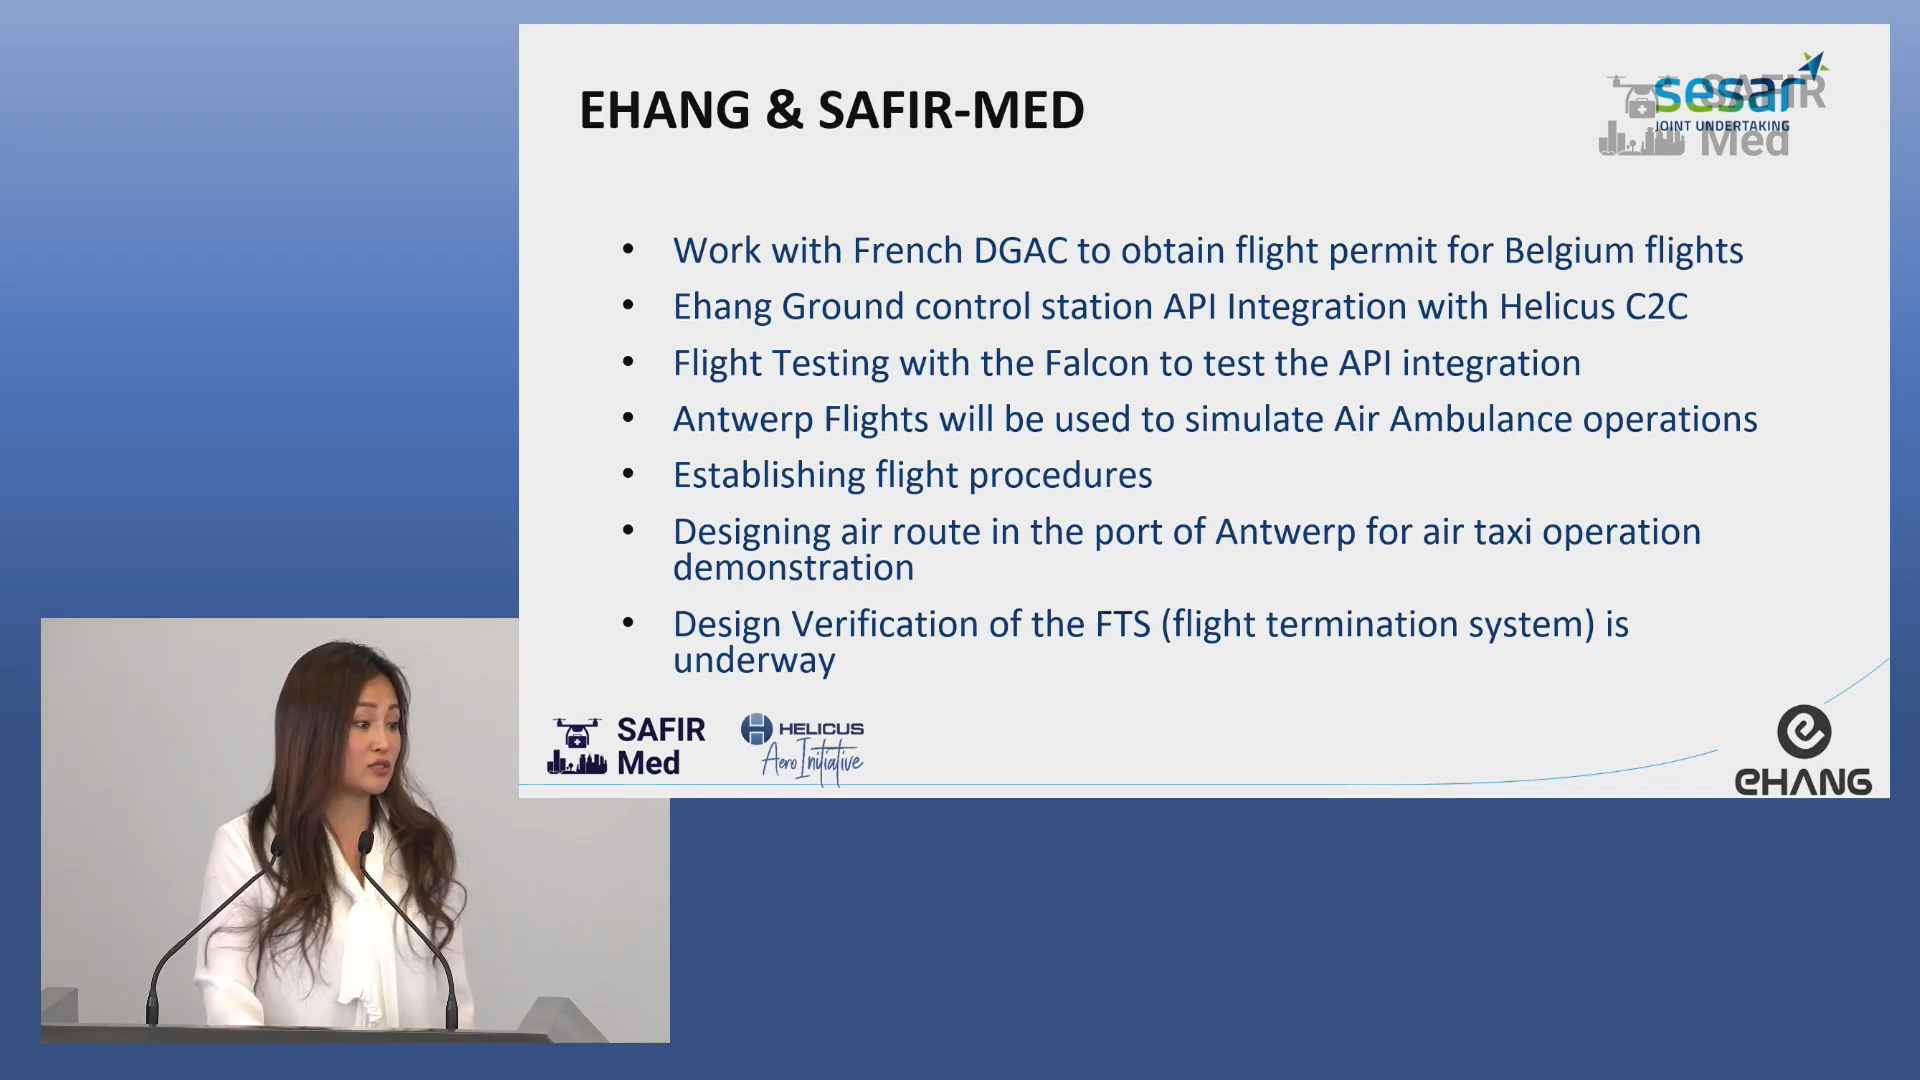 EHANG & SAFIR-MED
sesar
JOINT UNDERTAKING
SAFIR
Med
• Work with French DGAC to obtain flight permit for Belgium flights
• Ehang Ground control station API Integration with Helicus C2C
• Flight Testing with the Falcon to test the API integration
• Antwerp Flights will be used to simulate Air Ambulance operations
• Establishing flight procedures
• Designing air route in the port of Antwerp for air taxi operation
demonstration
• Design Verification of the FTS (flight termination system) is
underway
SAFIR
Med
HELICUS
Aero Initiative
EHANG